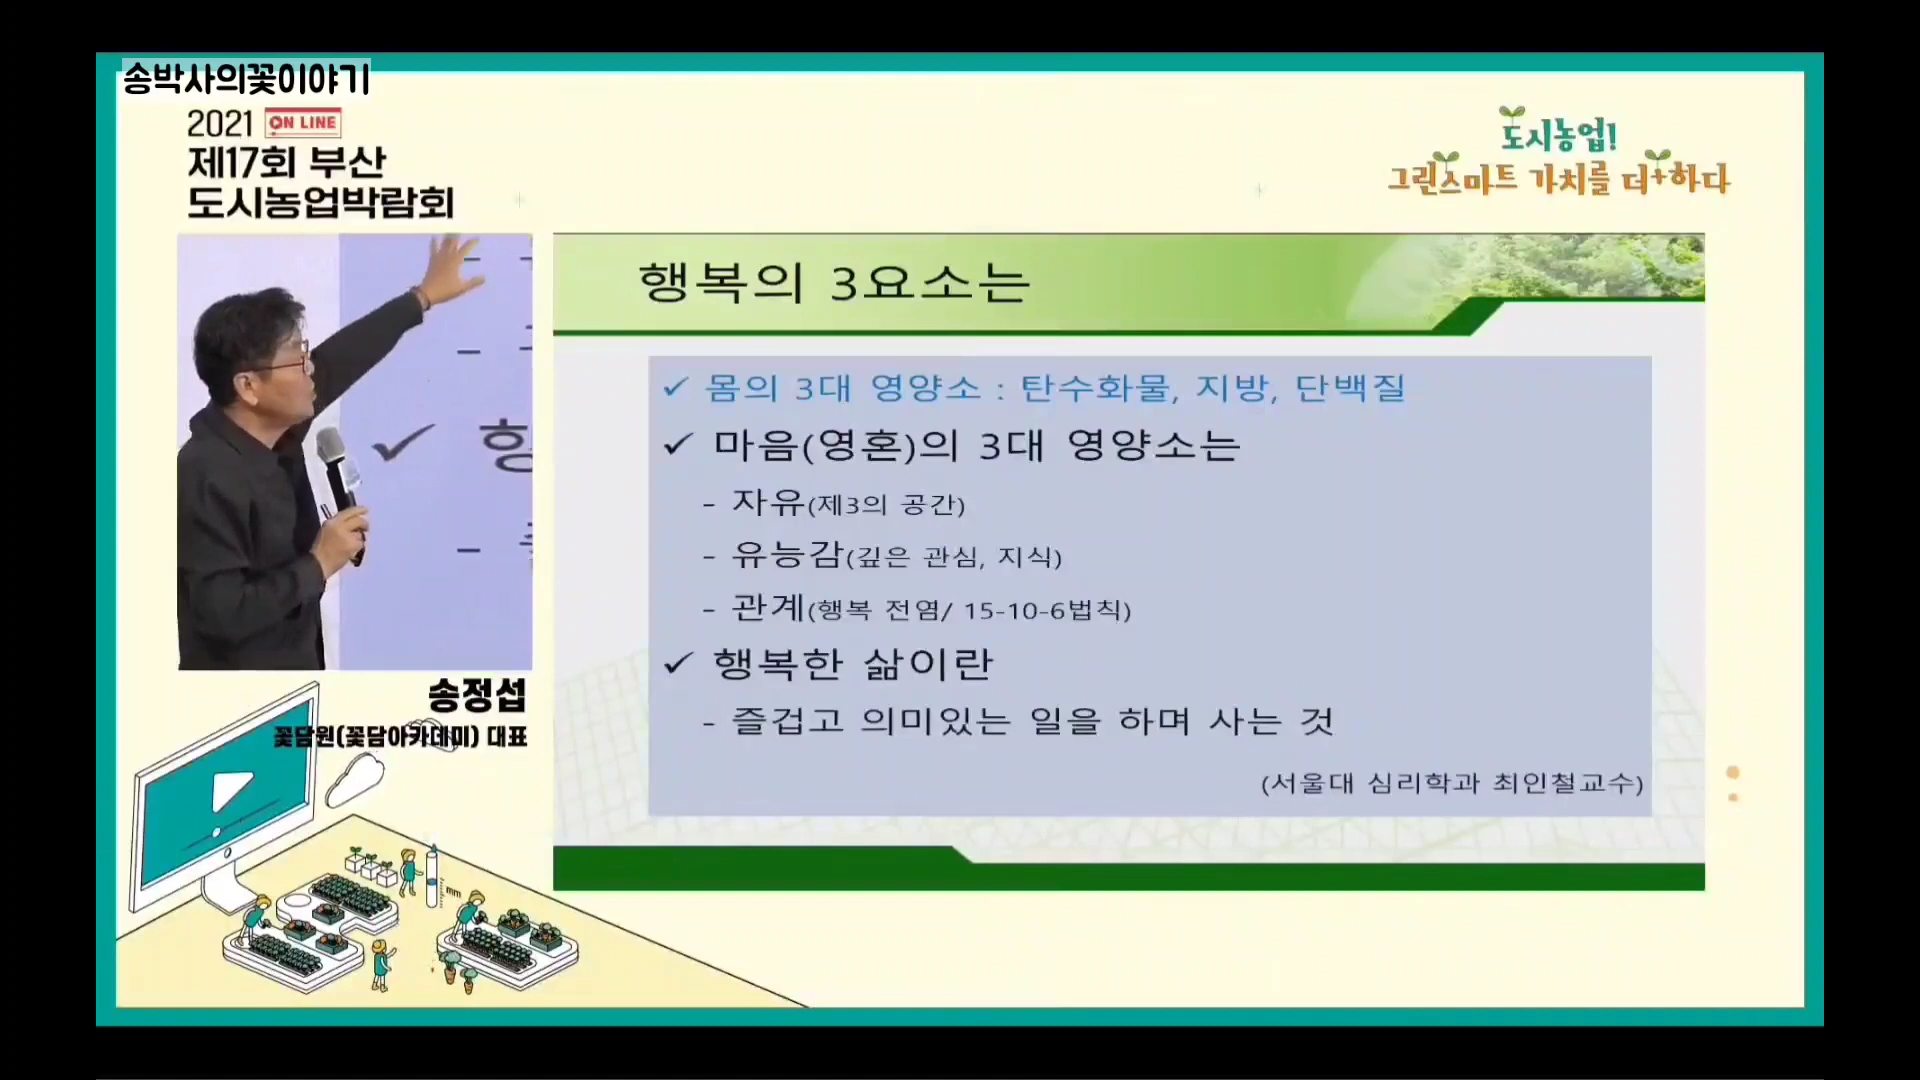 송박사의꽃이야기
2021 ON LINE
제17회 부산
도시농업박람회
도시농업!
그린스마트 가치를 더+하다
행복의 3요소는
✓ 몸의 3대 영양소 : 탄수화물, 지방, 단백질
✓ 마음(영혼)의 3대 영양소는
- 자유(제3의 공간)
- 유능감(깊은 관심, 지식)
- 관계(행복 전염/ 15-10-6법칙)
✓ 행복한 삶이란
- 즐겁고 의미있는 일을 하며 사는 것
(서울대 심리학과 최인철교수)
송정섭
꽃담원(꽃담아카데미) 대표
mm